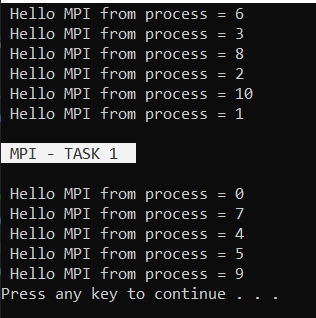 Hello MPI from process = 6
Hello MPI from process = 3
Hello MPI from process = 8
Hello MPI from process = 2
Hello MPI from process = 10
Hello MPI from process = 1
MPI - TASK 1
Hello MPI from process = 0
Hello MPI from process = 7
Hello MPI from process = 4
Hello MPI from process = 5
Hello MPI from process = 9
Press any key to continue . . .